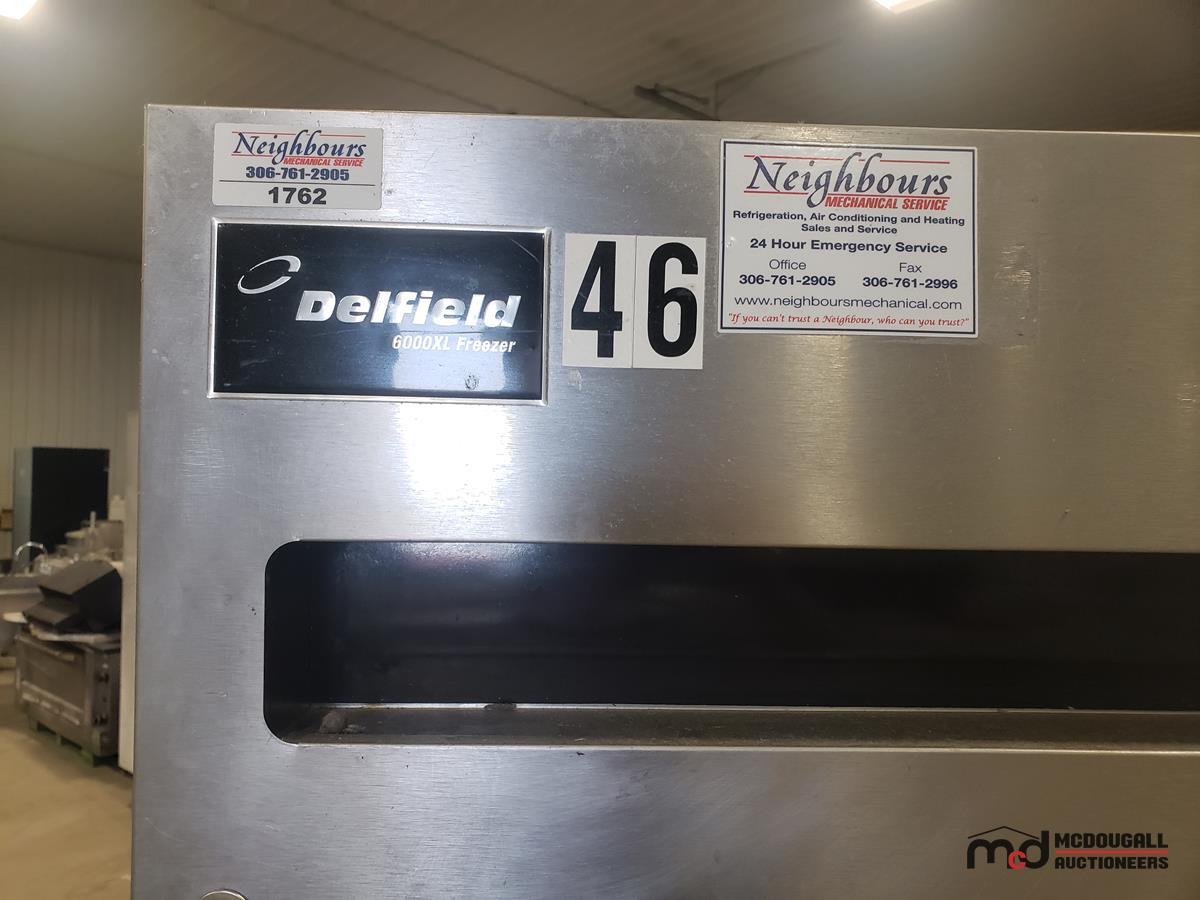 Neighbours
MECHANICAL SERVICE
306-761-2905
1762
Delfield
6000XL Freezer
46
Neighbours
MECHANICAL SERVICE
Refrigeration, Air Conditioning and Heating
Sales and Service
24 Hour Emergency Service
Office Fax
306-761-2905 306-761-2996
www.neighboursmechanical.com
"If you can't trust a Neighbour, who can you trust?"
mcd MCDOUGALL
AUCTIONEERS